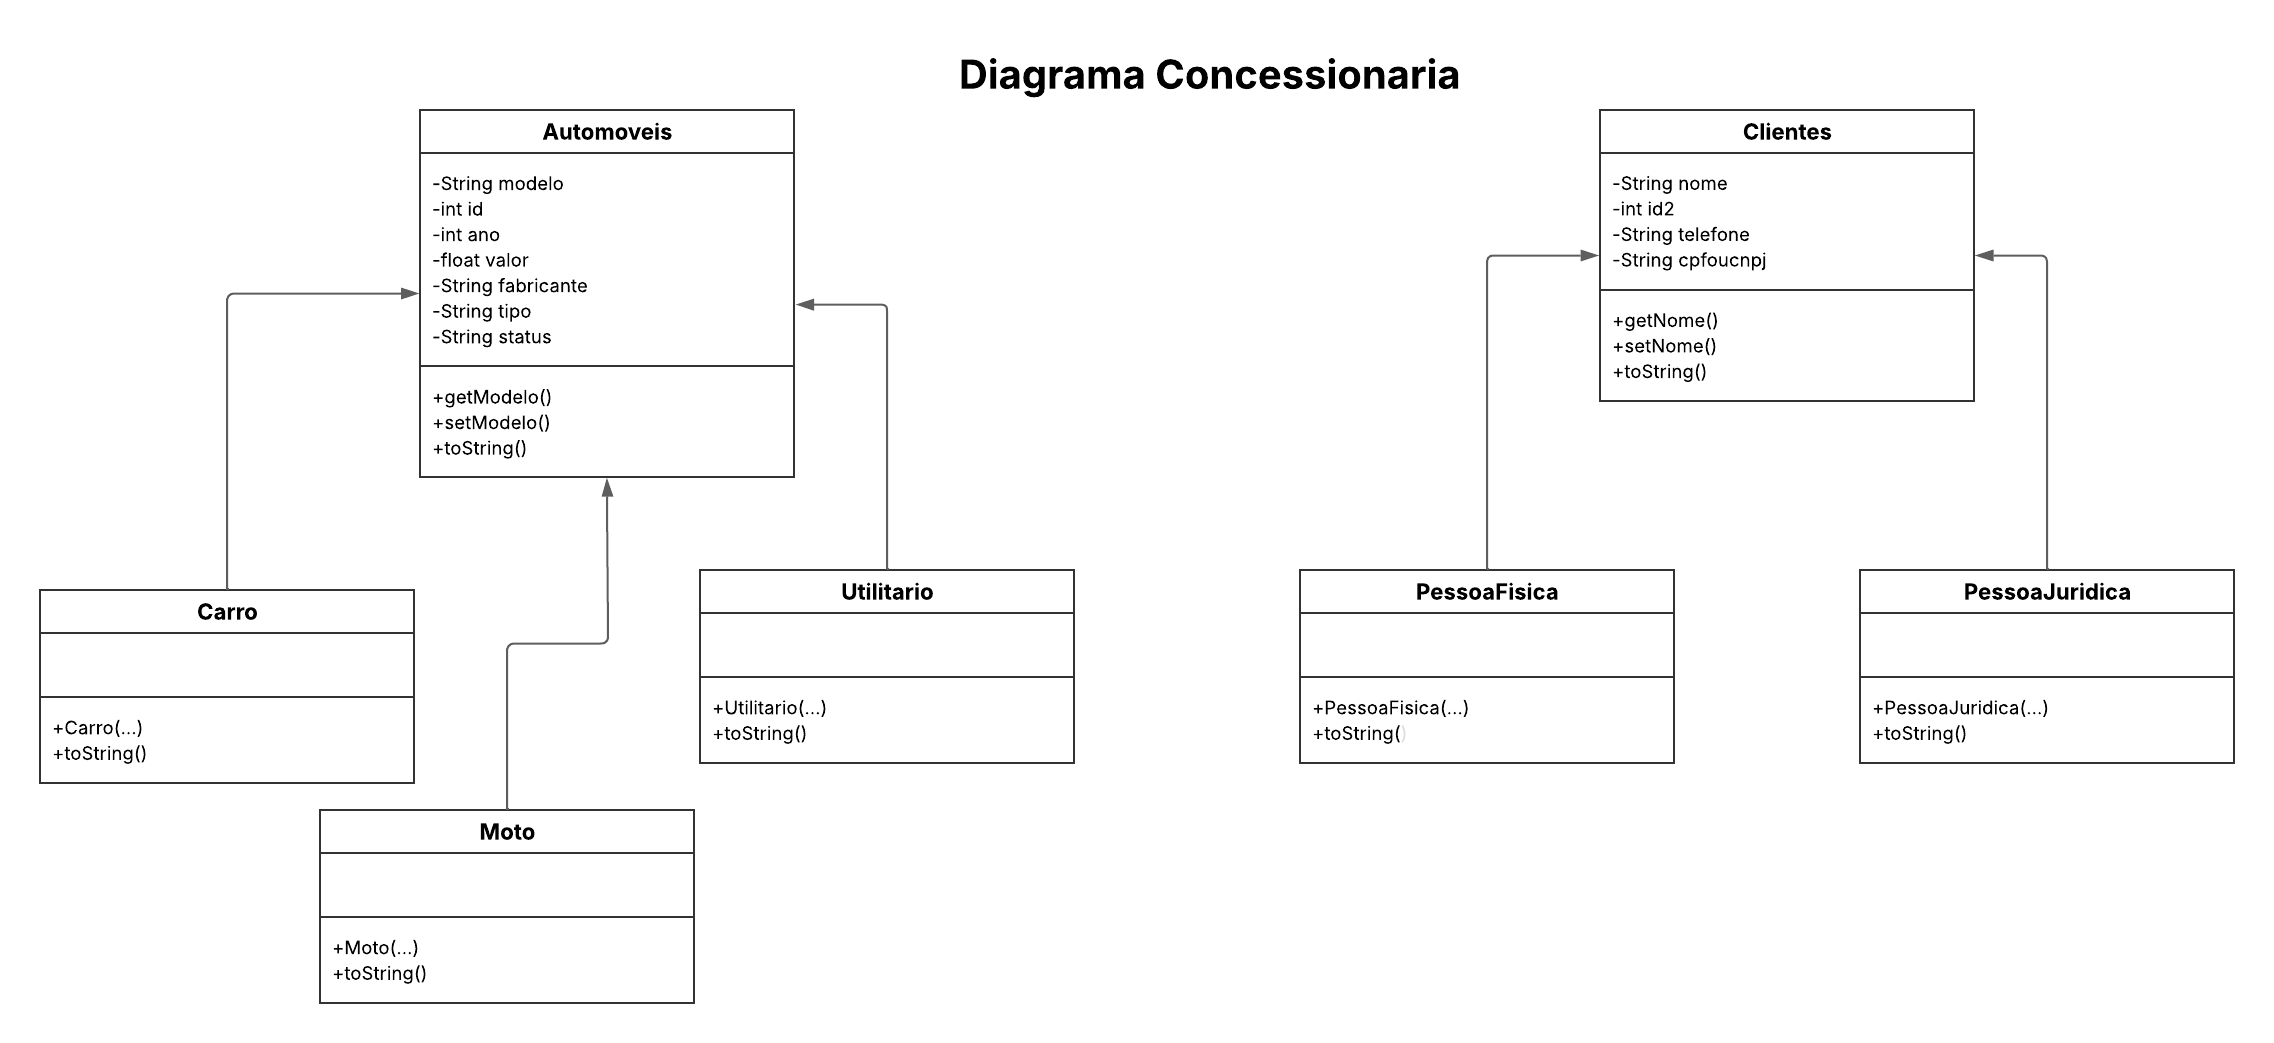 Diagrama Concessionaria
Automoveis
-String modelo
-int id
-int ano
-float valor
-String fabricante
-String tipo
-String status
+getModelo()
+setModelo()
+toString()
Clientes
-String nome
-int id2
-String telefone
-String cpfoucnpj
+getNome()
+setNome()
+toString()
Carro
+Carro(...)
+toString()
Moto
+Moto(...)
+toString()
Utilitario
+Utilitario(...)
+toString()
PessoaFisica
+PessoaFisica(...)
+toString()
PessoaJuridica
+PessoaJuridica(...)
+toString()